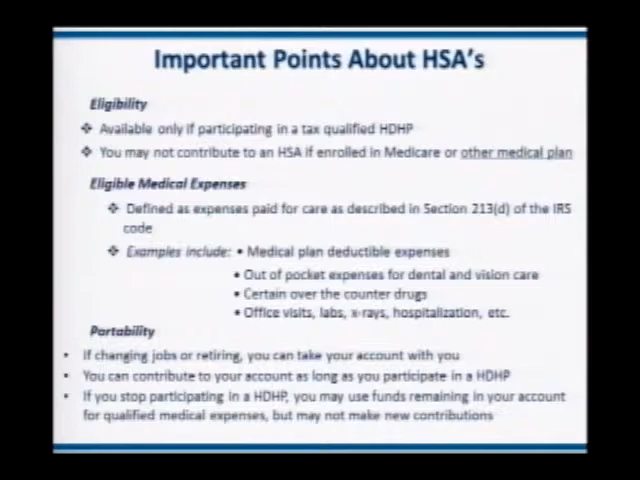 Important Points About HSA's
Eligibility
❖ Available only if participating in a tax qualified HDHP
❖ You may not contribute to an HSA if enrolled in Medicare or other medical plan
Eligible Medical Expenses
❖ Defined as expenses paid for care as described in Section 213(d) of the IRS
code
❖ Examples include: • Medical plan deductible expenses
• Out of pocket expenses for dental and vision care
• Certain over the counter drugs
• Office visits, labs, x-rays, hospitalization, etc.
Portability
• If changing jobs or retiring, you can take your account with you
• You can contribute to your account as long as you participate in a HDHP
• If you stop participating in a HDHP, you may use funds remaining in your account
for qualified medical expenses, but may not make new contributions